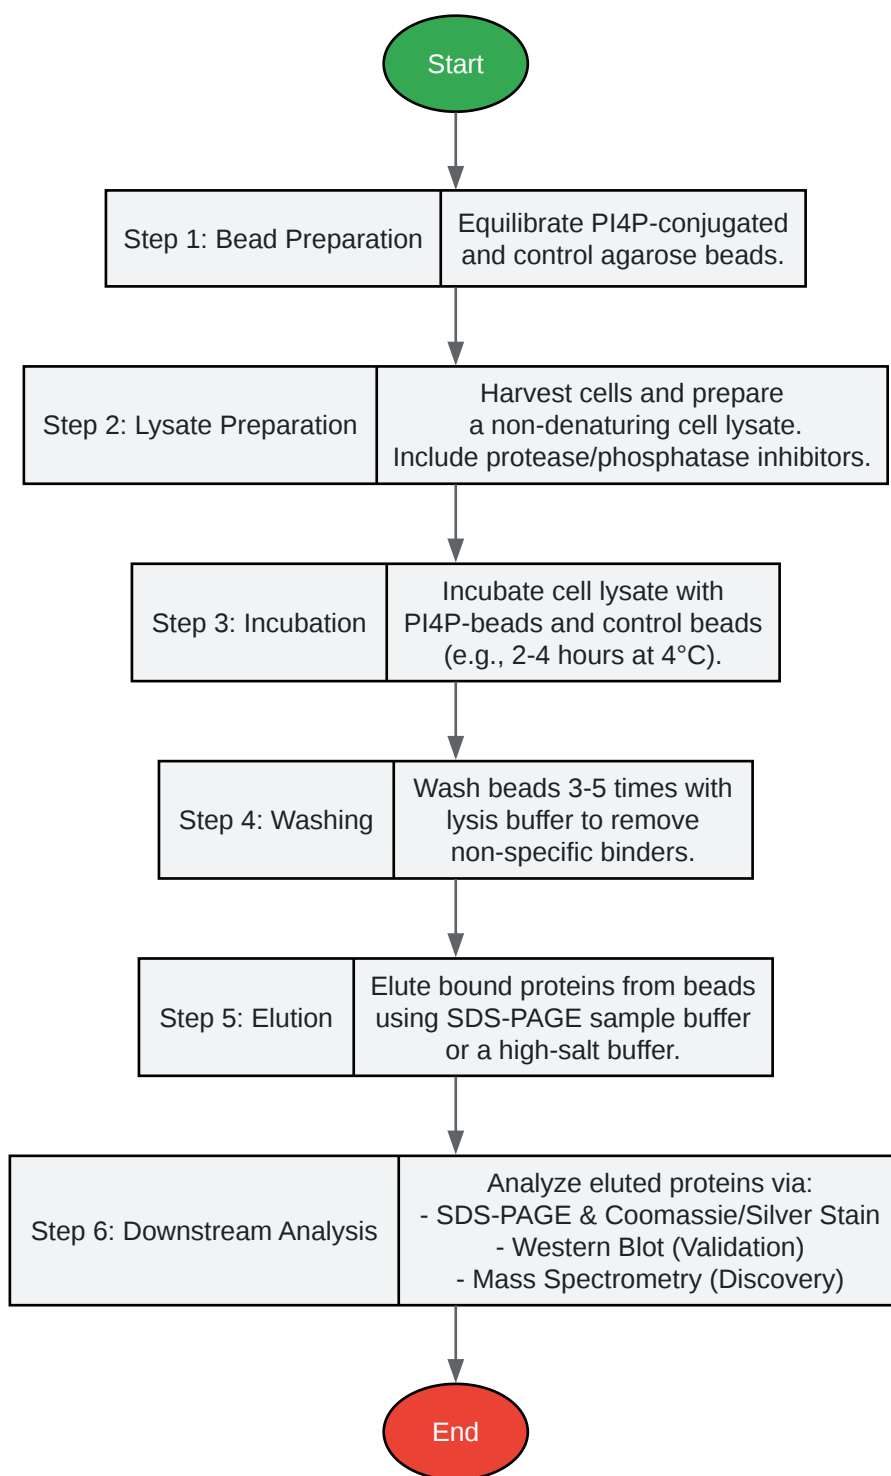 Start
Step 1: Bead Preparation
Equilibrate PI4P-conjugated
and control agarose beads.
Step 2: Lysate Preparation
Harvest cells and prepare
a non-denaturing cell lysate.
Include protease/phosphatase inhibitors.
Step 3: Incubation
Incubate cell lysate with
PI4P-beads and control beads
(e.g., 2-4 hours at 4°C).
Step 4: Washing
Wash beads 3-5 times with
lysis buffer to remove
non-specific binders.
Step 5: Elution
Elute bound proteins from beads
using SDS-PAGE sample buffer
or a high-salt buffer.
Step 6: Downstream Analysis
Analyze eluted proteins via:
- SDS-PAGE & Coomassie/Silver Stain
- Western Blot (Validation)
- Mass Spectrometry (Discovery)
End